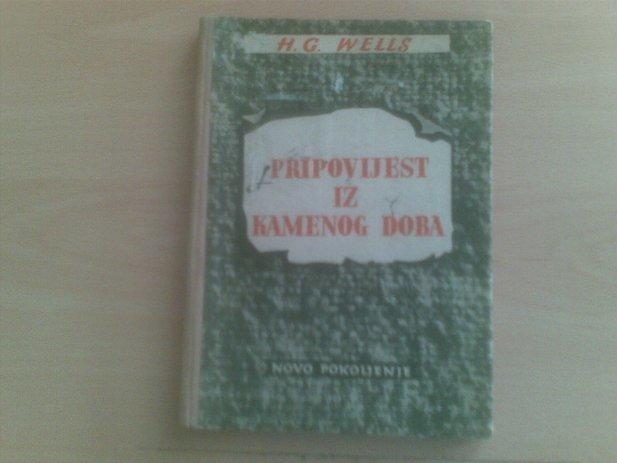 H. G. WELLS
PRIPOVIJEST
IZ
KAMENOG DOBA
NOVO POKOLJENJE